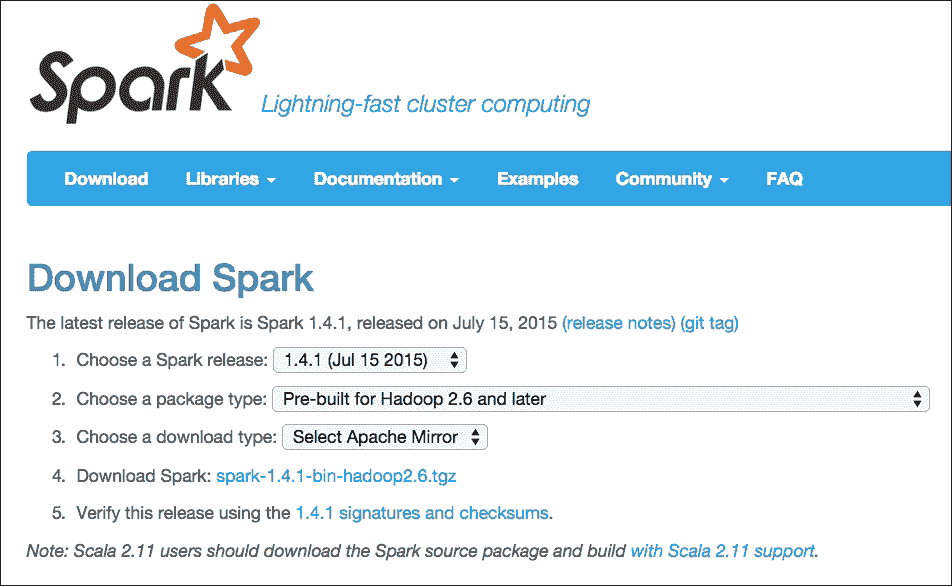 Spark
Lightning-fast cluster computing
Download Libraries Documentation Examples Community FAQ
Download Spark
The latest release of Spark is Spark 1.4.1, released on July 15, 2015 (release notes) (git tag)
1. Choose a Spark release: 1.4.1 (Jul 15 2015)
2. Choose a package type: Pre-built for Hadoop 2.6 and later
3. Choose a download type: Select Apache Mirror
4. Download Spark: spark-1.4.1-bin-hadoop2.6.tgz
5. Verify this release using the 1.4.1 signatures and checksums.
Note: Scala 2.11 users should download the Spark source package and build with Scala 2.11 support.